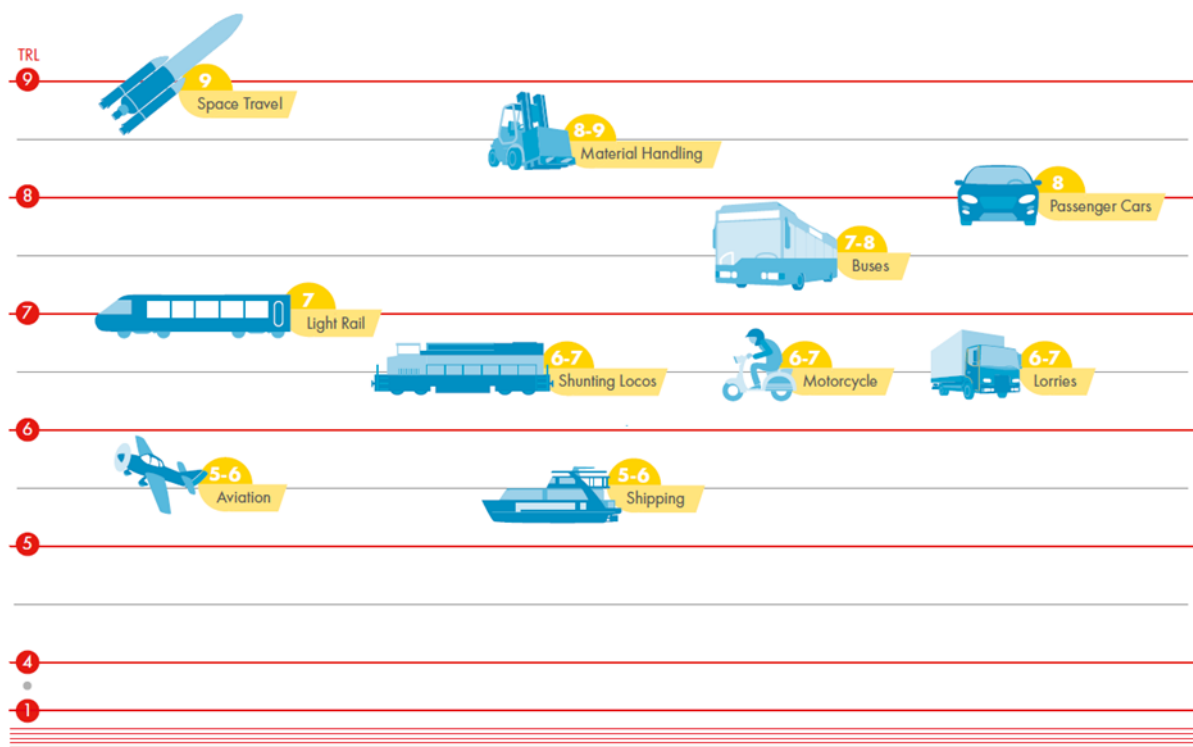 TRL
9
9
Space Travel
8-9
Material Handling
8
8
Passenger Cars
7-8
Buses
7
7
Light Rail
6-7
Shunting Locos
6-7
Motorcycle
6-7
Lorries
6
5-6
Aviation
5-6
Shipping
5
4
1